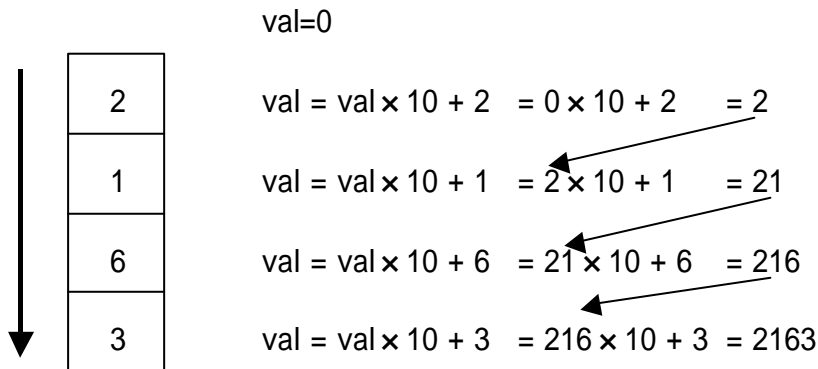 val=0
2 val = val × 10 + 2 = 0 × 10 + 2 = 2
1 val = val × 10 + 1 = 2 × 10 + 1 = 21
6 val = val × 10 + 6 = 21 × 10 + 6 = 216
3 val = val × 10 + 3 = 216 × 10 + 3 = 2163